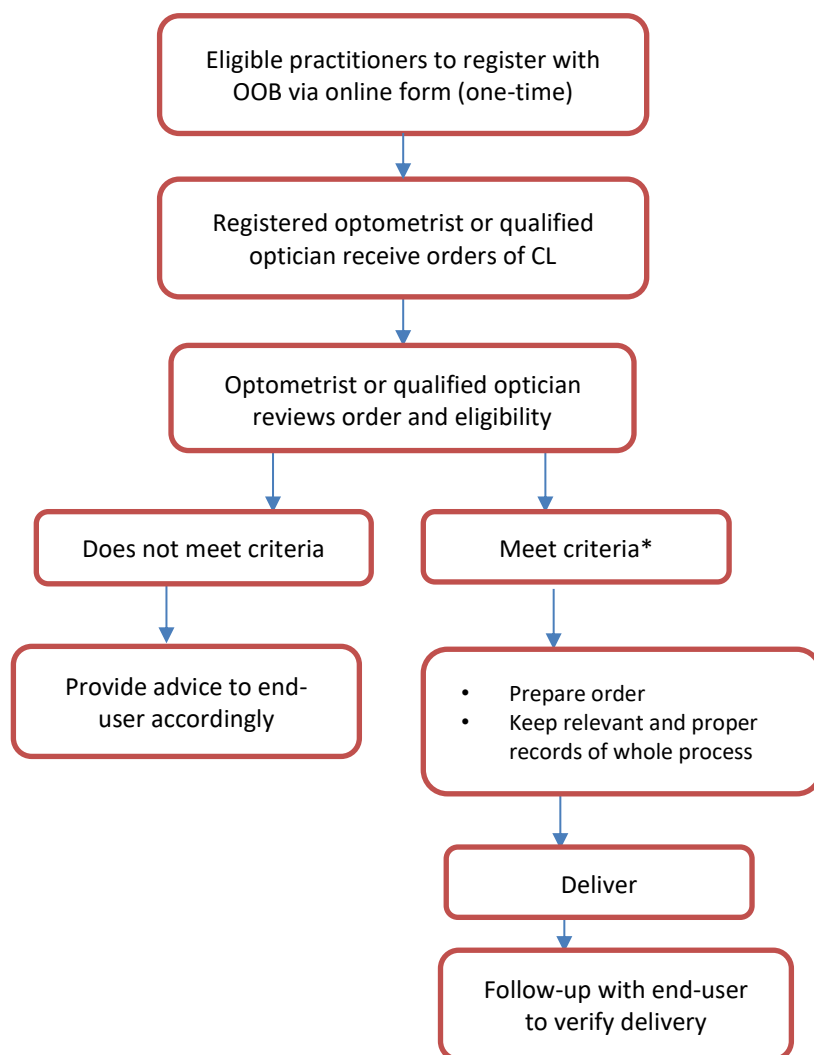 Eligible practitioners to register with
OOB via online form (one-time)
Registered optometrist or qualified
optician receive orders of CL
Optometrist or qualified optician
reviews order and eligibility
Does not meet criteria
Meet criteria*
Provide advice to end-
user accordingly
• Prepare order
• Keep relevant and proper
records of whole process
Deliver
Follow-up with end-user
to verify delivery